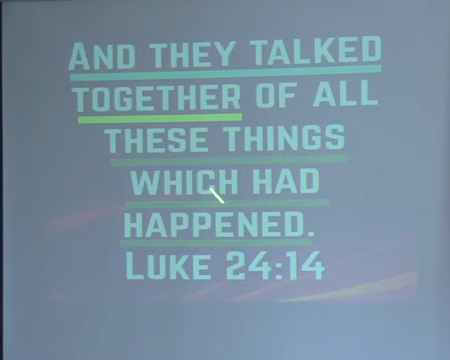 And they talked
together of all
these things
which had
happened.
Luke 24:14